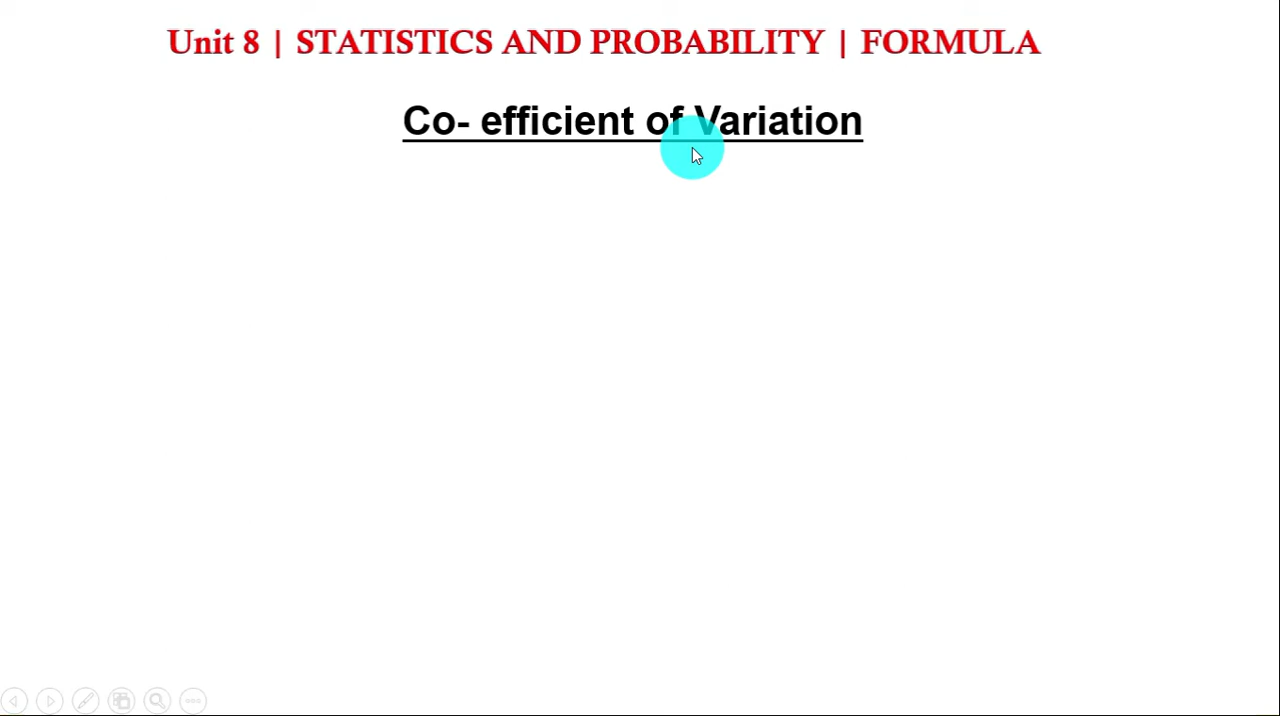 Unit 8 | STATISTICS AND PROBABILITY | FORMULA
Co- efficient of Variation